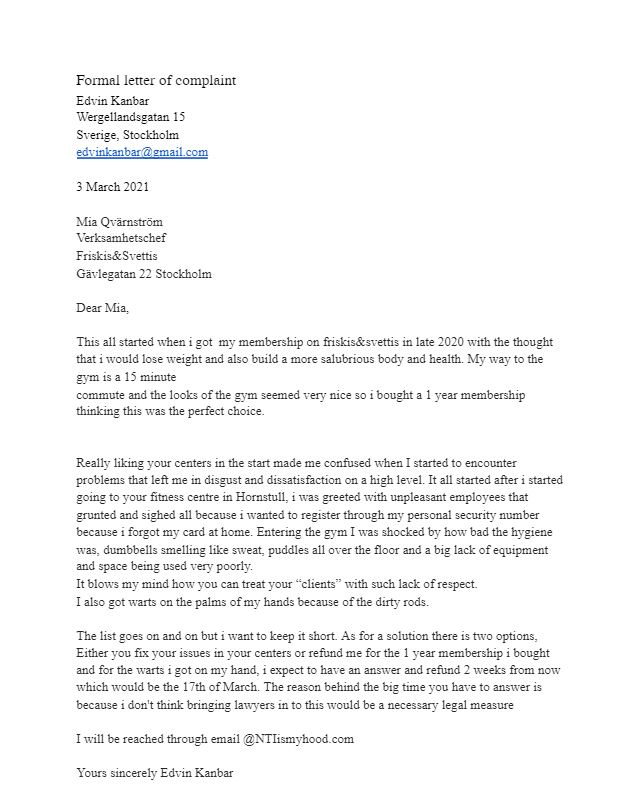 Formal letter of complaint
Edvin Kanbar
Wergellandsgatan 15
Sverige, Stockholm
edvinkanbar@gmail.com
3 March 2021
Mia Qvärnström
Verksamhetschef
Friskis&Svettis
Gävlegatan 22 Stockholm
Dear Mia,
This all started when i got  my membership on friskis&svettis in late 2020 with the thought
that i would lose weight and also build a more salubrious body and health. My way to the
gym is a 15 minute
commute and the looks of the gym seemed very nice so i bought a 1 year membership
thinking this was the perfect choice.
Really liking your centers in the start made me confused when I started to encounter
problems that left me in disgust and dissatisfaction on a high level. It all started after i started
going to your fitness centre in Hornstull, i was greeted with unpleasant employees that
grunted and sighed all because i wanted to register through my personal security number
because i forgot my card at home. Entering the gym I was shocked by how bad the hygiene
was, dumbbells smelling like sweat, puddles all over the floor and a big lack of equipment
and space being used very poorly.
It blows my mind how you can treat your “clients” with such lack of respect.
I also got warts on the palms of my hands because of the dirty rods.
The list goes on and on but i want to keep it short. As for a solution there is two options,
Either you fix your issues in your centers or refund me for the 1 year membership i bought
and for the warts i got on my hand, i expect to have an answer and refund 2 weeks from now
which would be the 17th of March. The reason behind the big time you have to answer is
because i don't think bringing lawyers in to this would be a necessary legal measure
I will be reached through email @NTIismyhood.com
Yours sincerely Edvin Kanbar